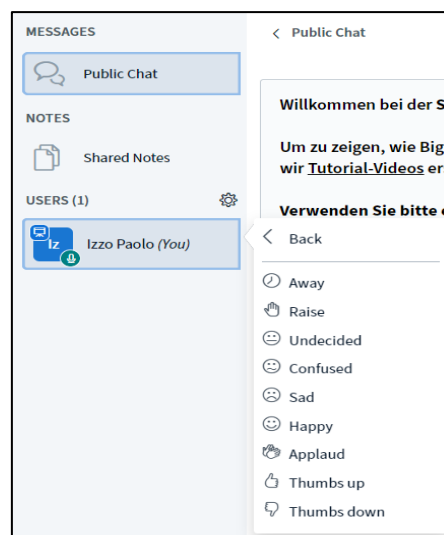 MESSAGES
Public Chat
NOTES
Shared Notes
USERS (1)
Iz
Izzo Paolo (You)
Public Chat
Willkommen bei der
Um zu zeigen, wie Big
wir Tutorial-Videos
Verwenden Sie bitte
Back
Away
Raise
Undecided
Confused
Sad
Happy
Applaud
Thumbs up
Thumbs down